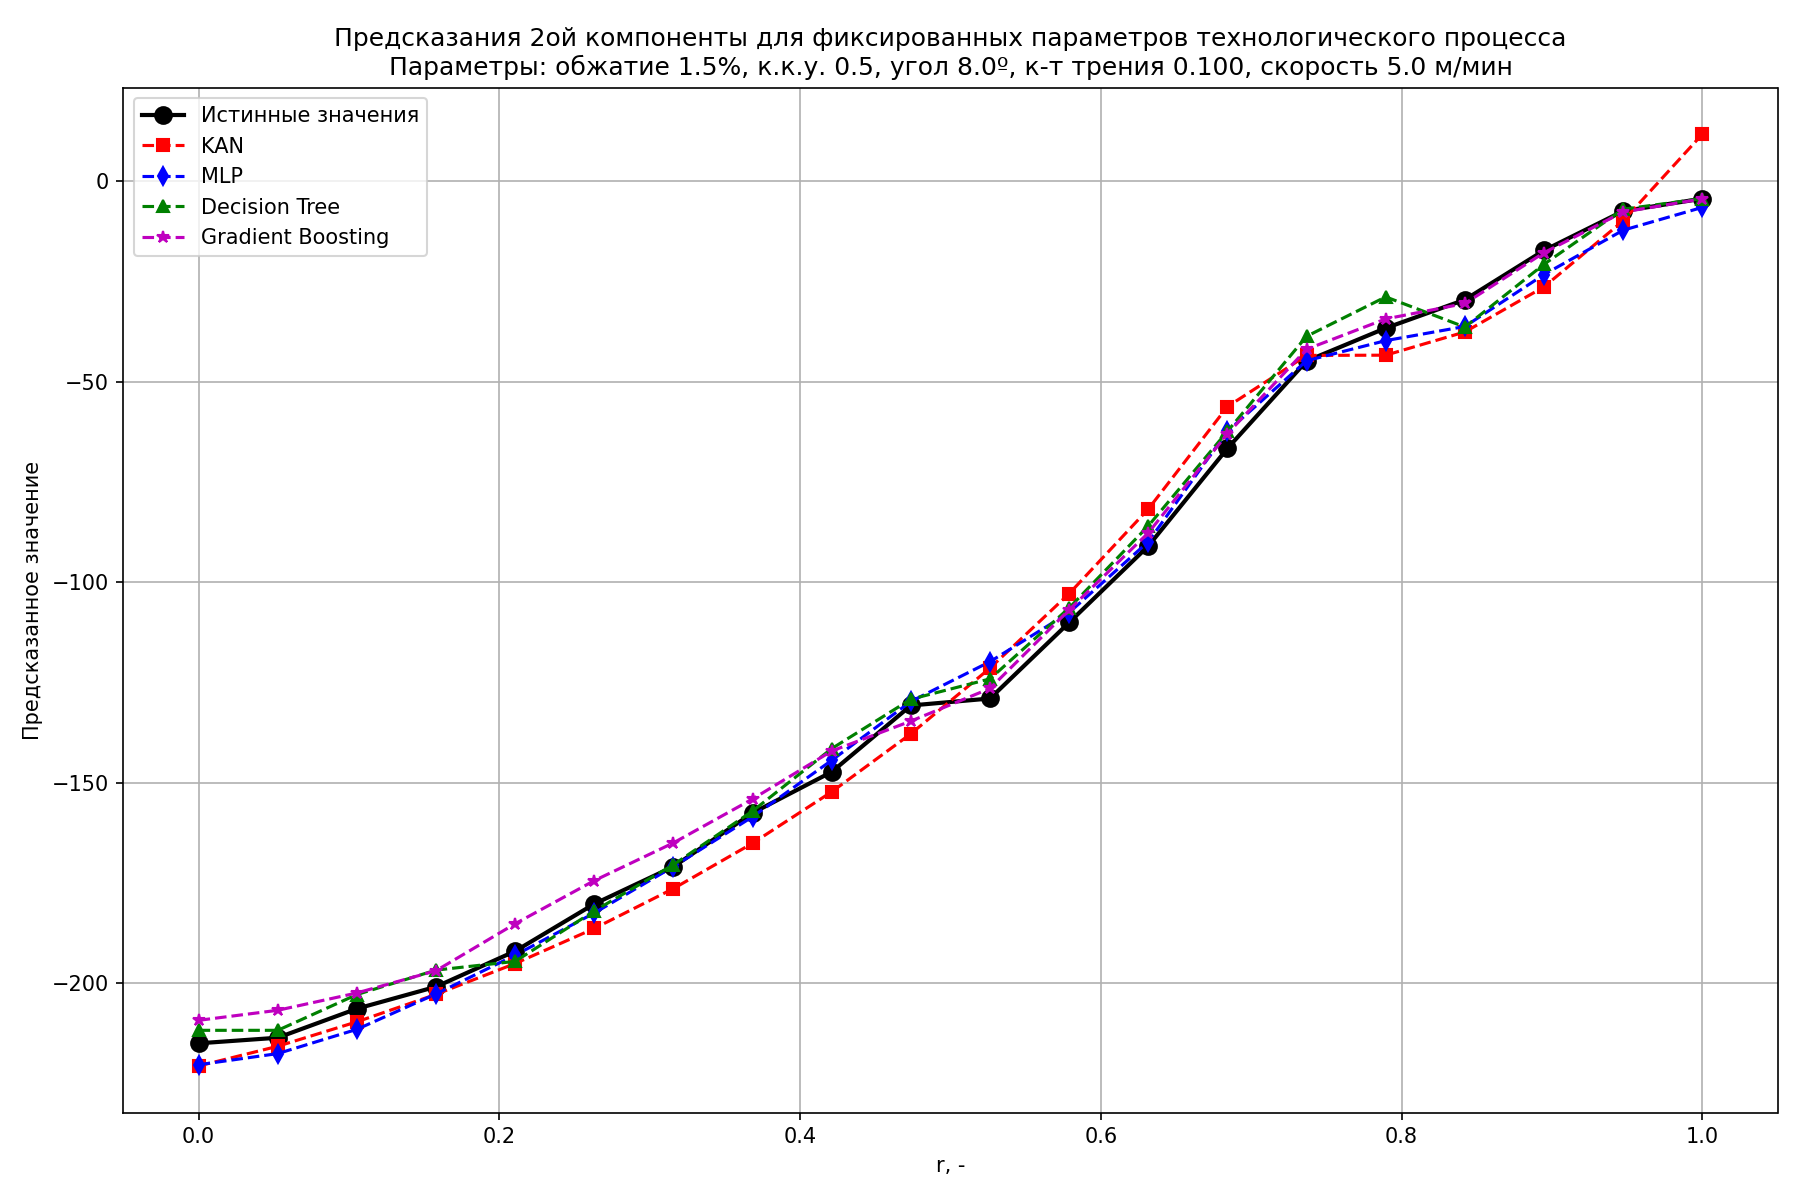 Предсказания 2ой компоненты для фиксированных параметров технологического процесса
Параметры: обжатие 1.5%, к.к.у. 0.5, угол 8.0º, к-т трения 0.100, скорость 5.0 м/мин
Истинные значения
KAN
MLP
Decision Tree
Gradient Boosting
Предсказанное значение
0
−50
−100
−150
−200
0.0 0.2 0.4 0.6 0.8 1.0
r, -